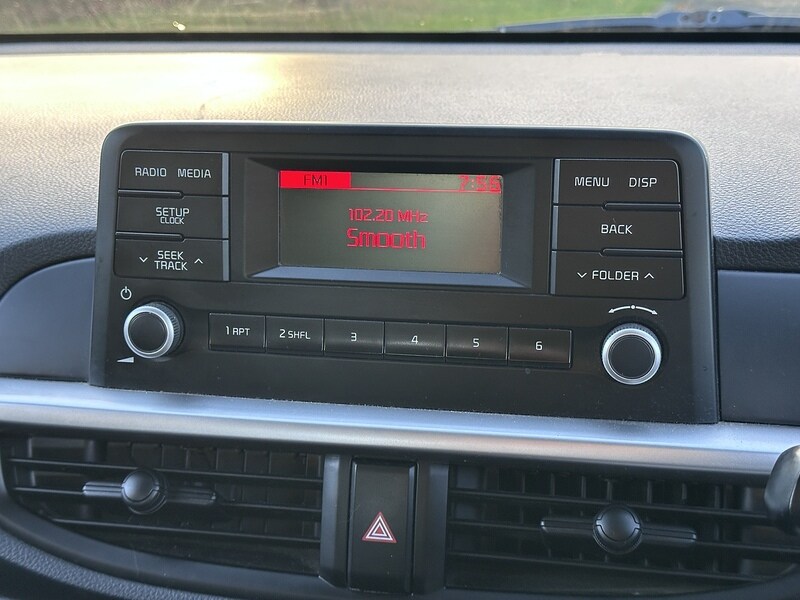 RADIO MEDIA
SETUP
CLOCK
SEEK
TRACK
FM1
102.20 MHz
Smooth
MENU DISP
BACK
FOLDER
1 RPT
2 SHFL
3
4
5
6